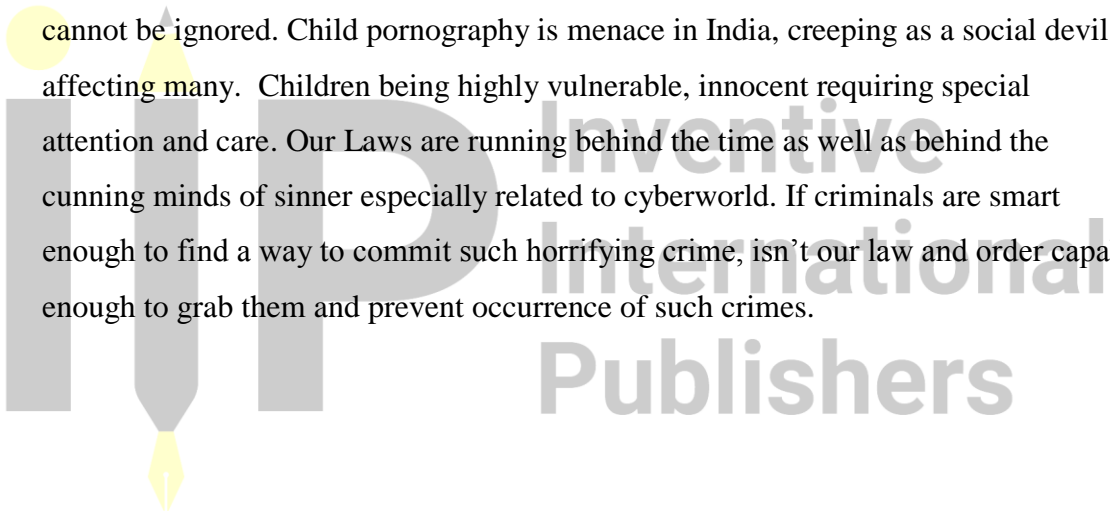 cannot be ignored. Child pornography is menace in India, creeping as a social devil
affecting many.  Children being highly vulnerable, innocent requiring special
attention and care. Our Laws are running behind the time as well as behind the
cunning minds of sinner especially related to cyberworld. If criminals are smart
enough to find a way to commit such horrifying crime, isn’t our law and order capa
enough to grab them and prevent occurrence of such crimes.
iiP
Inventive
International
Publishers